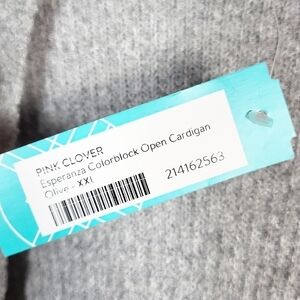 PINK CLOVER
Esperanza Colorblock Open Cardigan
Olive - XXL
214162563